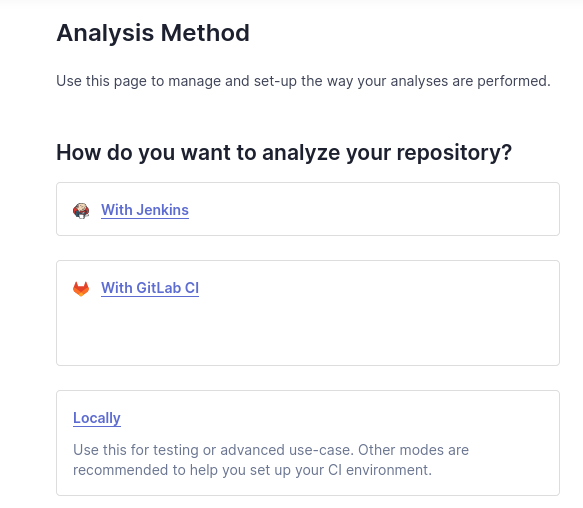 Analysis Method
Use this page to manage and set-up the way your analyses are performed.
How do you want to analyze your repository?
With Jenkins
With GitLab CI
Locally
Use this for testing or advanced use-case. Other modes are
recommended to help you set up your CI environment.